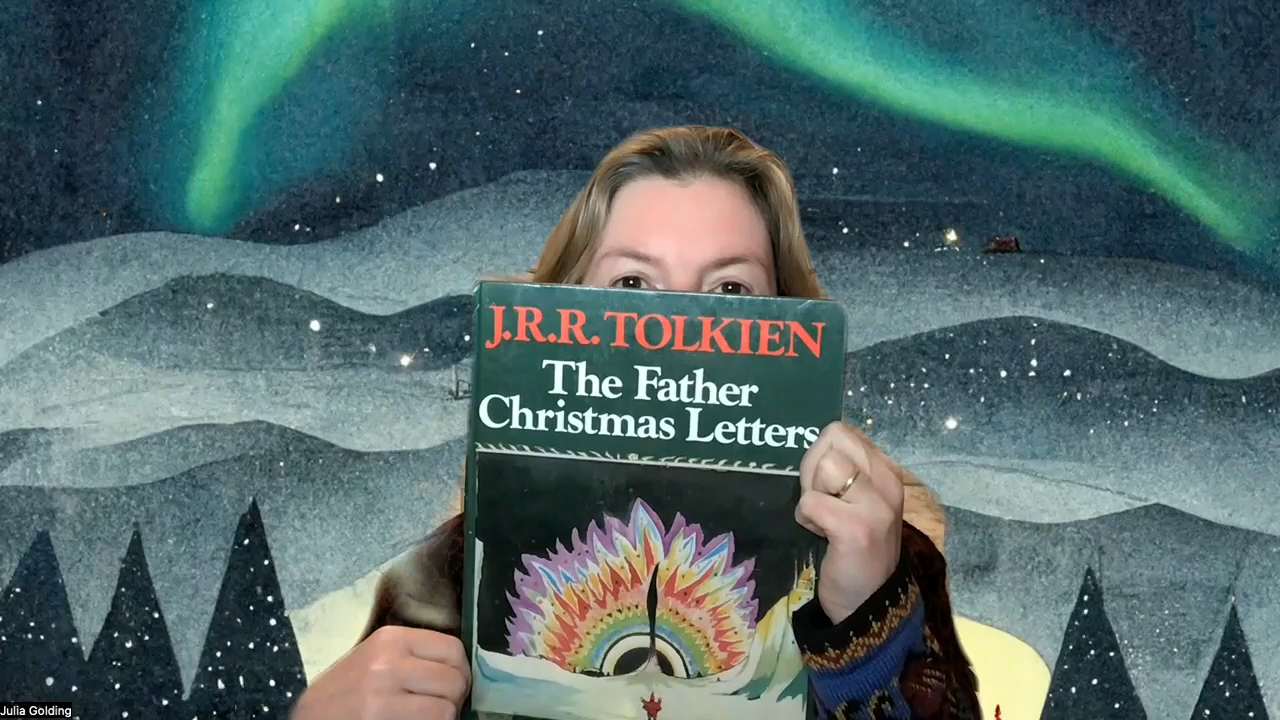 J.R.R. TOLKIEN
The Father
Christmas Letters
Julia Golding